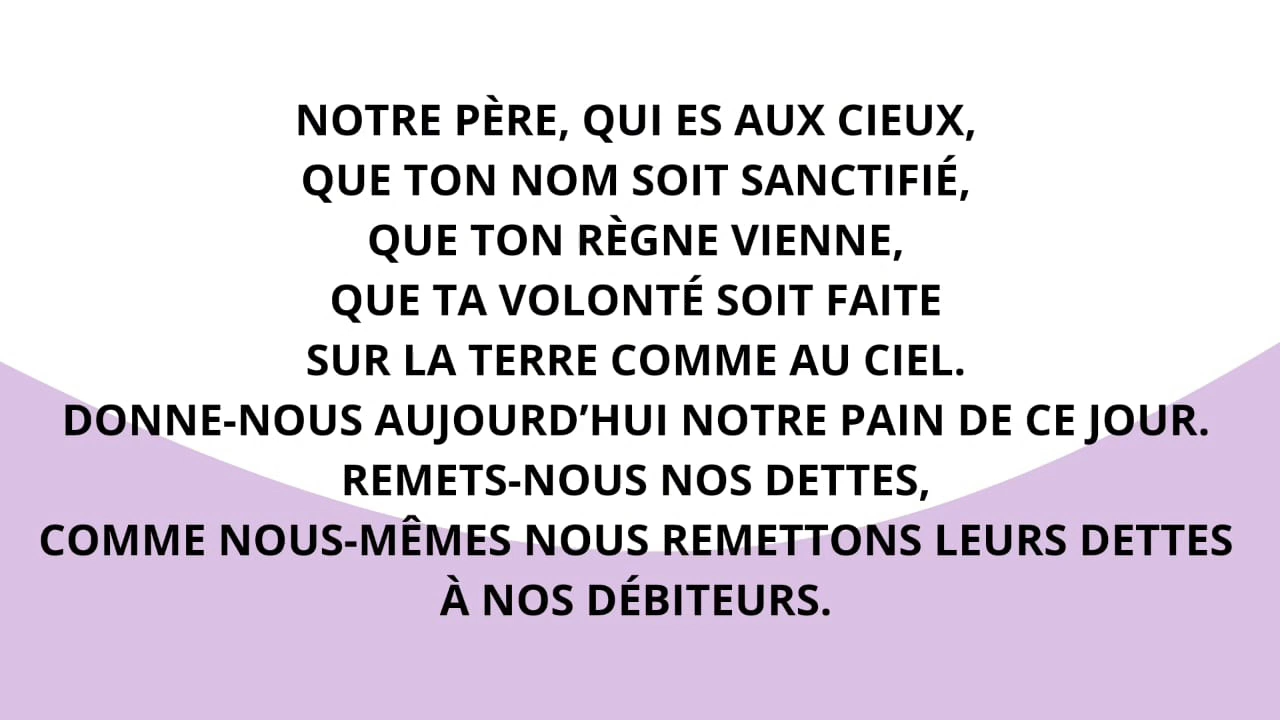 NOTRE PÈRE, QUI ES AUX CIEUX,
QUE TON NOM SOIT SANCTIFIÉ,
QUE TON RÈGNE VIENNE,
QUE TA VOLONTÉ SOIT FAITE
SUR LA TERRE COMME AU CIEL.
DONNE-NOUS AUJOURD’HUI NOTRE PAIN DE CE JOUR.
REMETS-NOUS NOS DETTES,
COMME NOUS-MÊMES NOUS REMETTONS LEURS DETTES
À NOS DÉBITEURS.